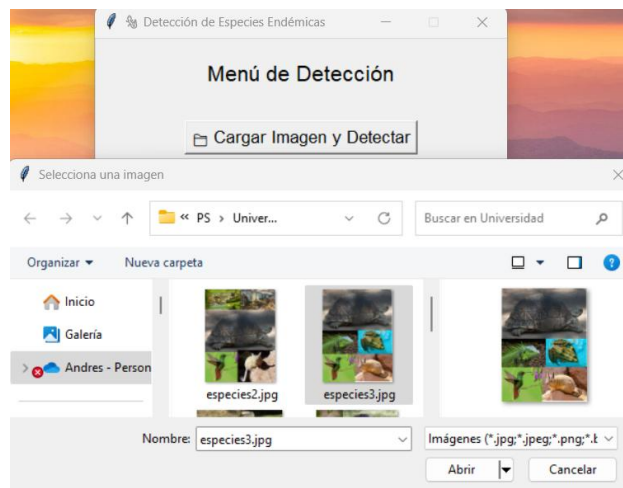 Detección de Especies Endémicas
Menú de Detección
Cargar Imagen y Detectar
Selecciona una imagen
« PS > Univer...
Buscar en Universidad
Organizar
Nueva carpeta
Inicio
Galería
Andres - Person
especies2.jpg
especies3.jpg
Nombre: especies3.jpg
Imágenes (*.jpg;*.jpeg;*.png;*.b
Abrir
Cancelar